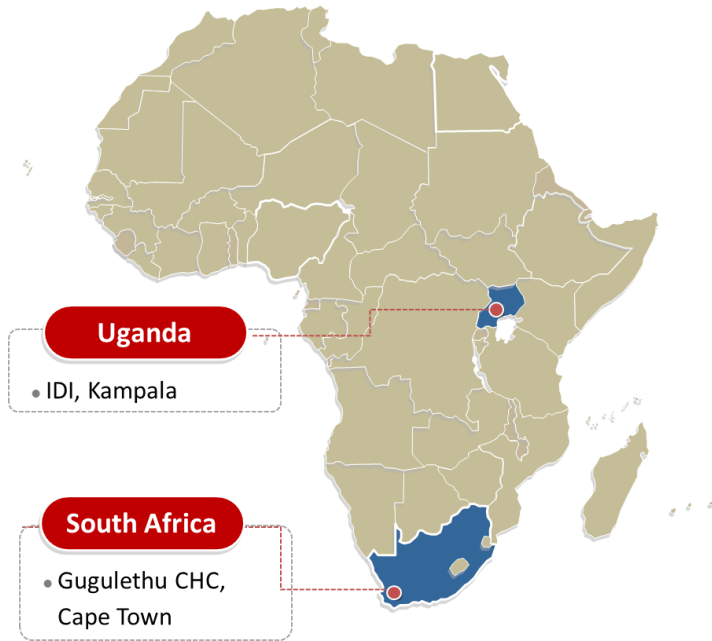 Uganda
• IDI, Kampala
South Africa
• Gugulethu CHC,
Cape Town